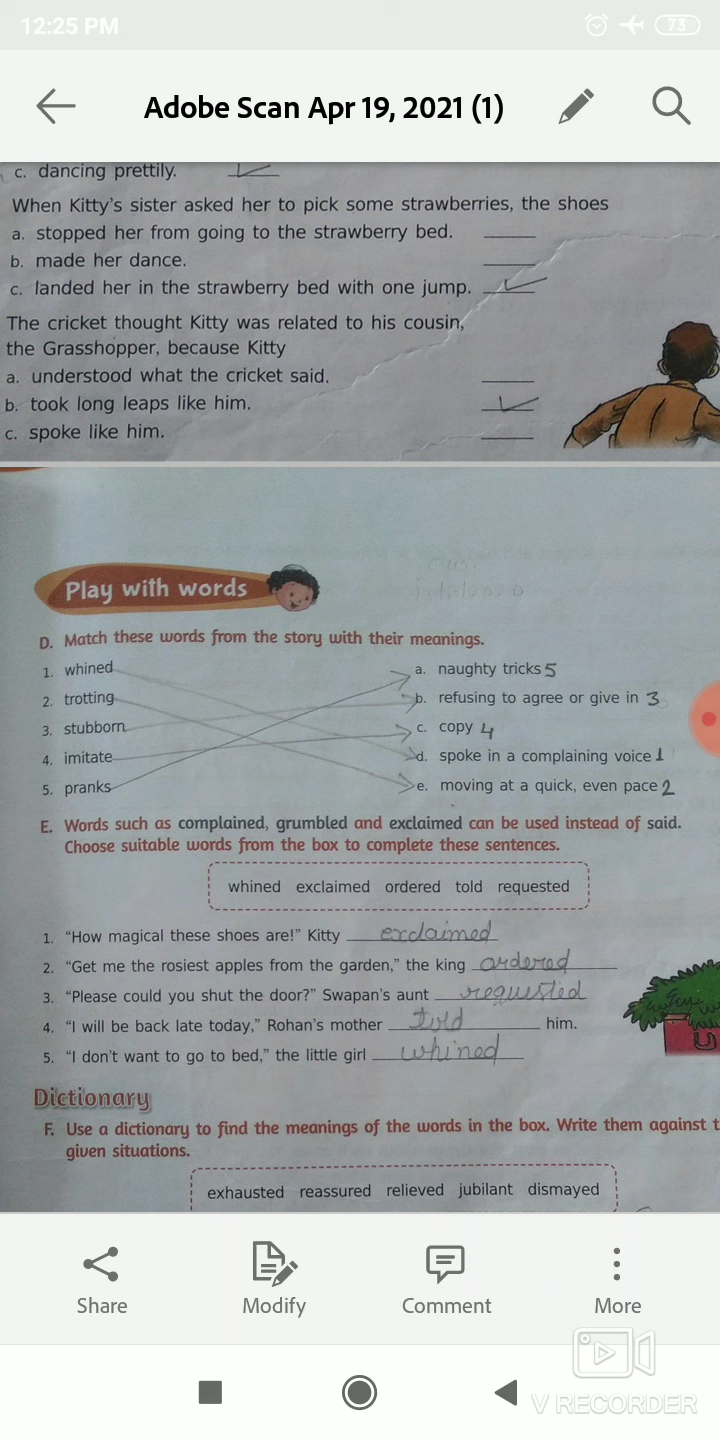 12:25 PM
73
Adobe Scan Apr 19, 2021 (1)
c. dancing prettily.
When Kitty's sister asked her to pick some strawberries, the shoes
a. stopped her from going to the strawberry bed.
b. made her dance.
c. landed her in the strawberry bed with one jump.
The cricket thought Kitty was related to his cousin,
the Grasshopper, because Kitty
a. understood what the cricket said.
b. took long leaps like him.
c. spoke like him.
Play with words
D. Match these words from the story with their meanings.
1. whined a. naughty tricks 5
2. trotting b. refusing to agree or give in 3
3. stubborn c. copy 4
4. imitate d. spoke in a complaining voice 1
5. pranks e. moving at a quick, even pace 2
E. Words such as complained, grumbled and exclaimed can be used instead of said.
Choose suitable words from the box to complete these sentences.
whined exclaimed ordered told requested
1. "How magical these shoes are!" Kitty exclaimed
2. "Get me the rosiest apples from the garden," the king ordered
3. "Please could you shut the door?" Swapan's aunt requested
4. "I will be back late today," Rohan's mother told him.
5. "I don't want to go to bed," the little girl whined
Dictionary
F. Use a dictionary to find the meanings of the words in the box. Write them against t
given situations.
exhausted reassured relieved jubilant dismayed
Share Modify Comment More
V RECORDER